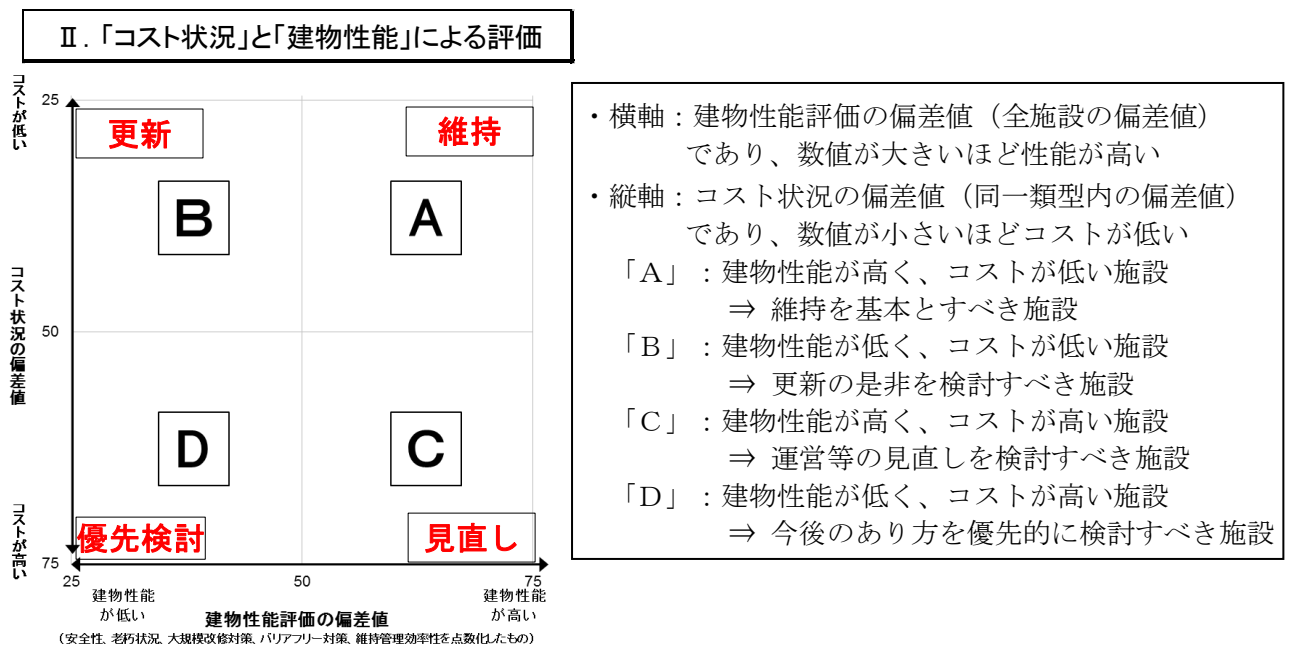 Ⅱ.「コスト状況」と「建物性能」による評価
コストが低い
25
更新
維持
B
A
コスト状況の偏差値
50
D
C
コストが高い
優先検討
見直し
75
25
50
75
建物性能
が低い
建物性能評価の偏差値
建物性能
が高い
(安全性、老朽状況、大規模改修対策、バリアフリー対策、維持管理効率性を点数化したもの)
・横軸：建物性能評価の偏差値（全施設の偏差値）
であり、数値が大きいほど性能が高い
・縦軸：コスト状況の偏差値（同一類型内の偏差値）
であり、数値が小さいほどコストが低い
「Ａ」：建物性能が高く、コストが低い施設
⇒ 維持を基本とすべき施設
「Ｂ」：建物性能が低く、コストが低い施設
⇒ 更新の是非を検討すべき施設
「Ｃ」：建物性能が高く、コストが高い施設
⇒ 運営等の見直しを検討すべき施設
「Ｄ」：建物性能が低く、コストが高い施設
⇒ 今後のあり方を優先的に検討すべき施設